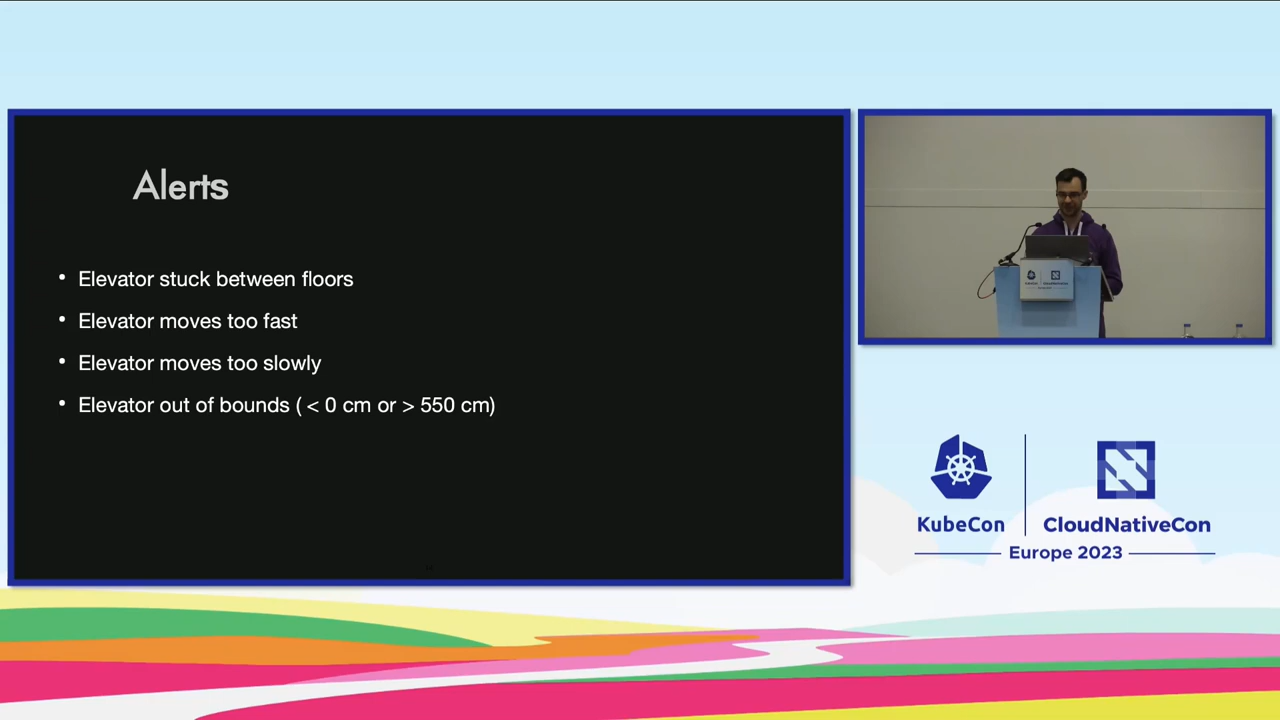 Alerts
• Elevator stuck between floors
• Elevator moves too fast
• Elevator moves too slowly
• Elevator out of bounds ( < 0 cm or > 550 cm)
KubeCon
CloudNativeCon
Europe 2023